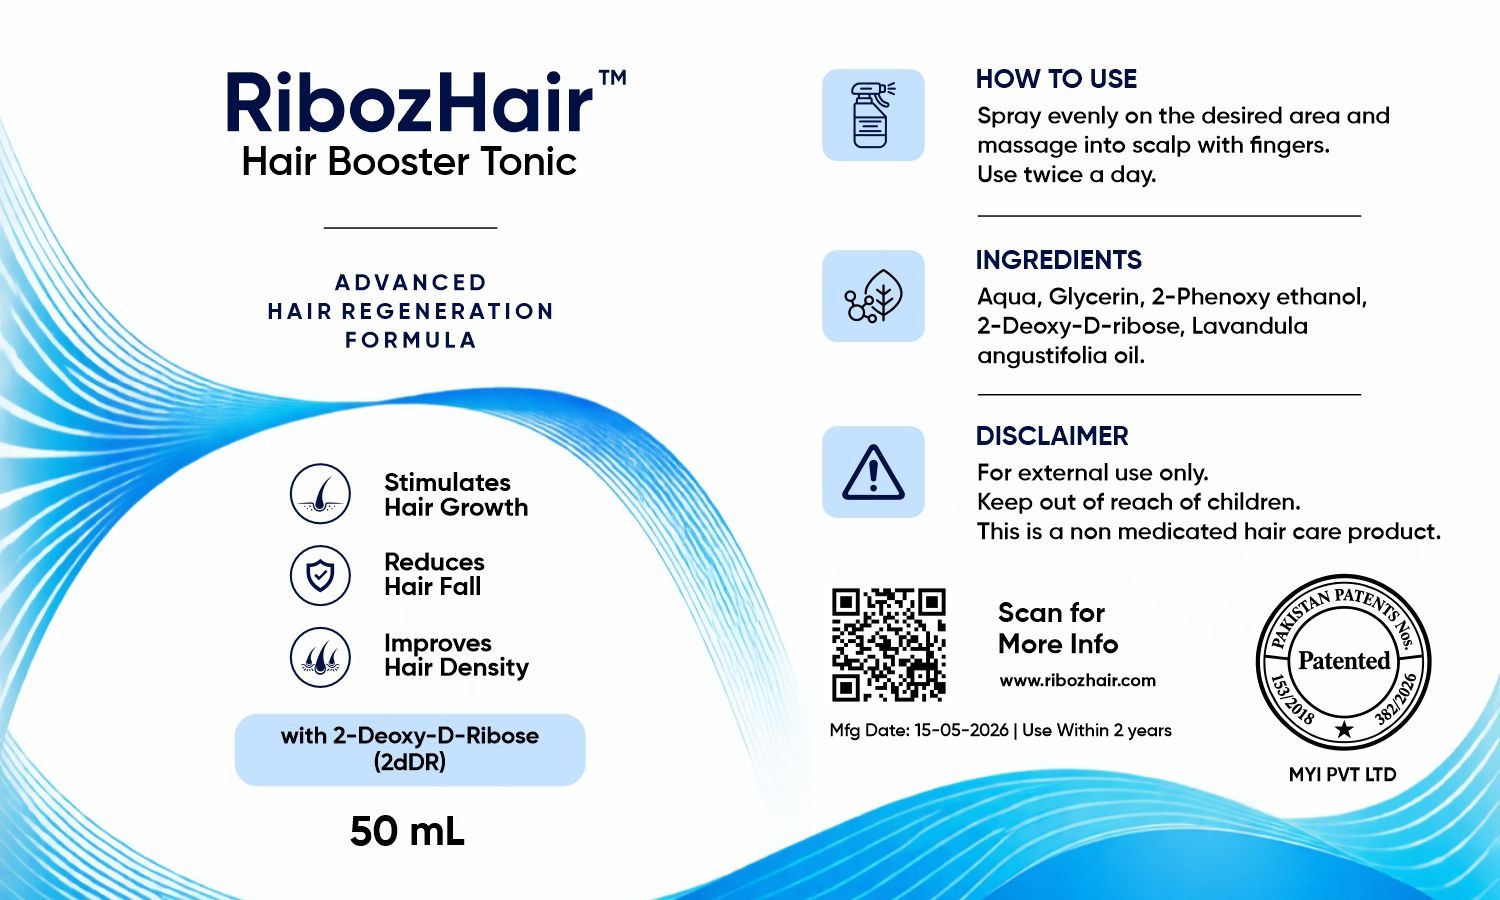 RibozHair™
Hair Booster Tonic
ADVANCED
HAIR REGENERATION
FORMULA
Stimulates
Hair Growth
Reduces
Hair Fall
Improves
Hair Density
with 2-Deoxy-D-Ribose
(2dDR)
50 mL
HOW TO USE
Spray evenly on the desired area and
massage into scalp with fingers.
Use twice a day.
INGREDIENTS
Aqua, Glycerin, 2-Phenoxy ethanol,
2-Deoxy-D-ribose, Lavandula
angustifolia oil.
DISCLAIMER
For external use only.
Keep out of reach of children.
This is a non medicated hair care product.
Scan for
More Info
www.ribozhair.com
Mfg Date: 15-05-2026 | Use Within 2 years
PAKISTAN PATENTS Nos.
Patented
153/2018
382/2026
MYI PVT LTD